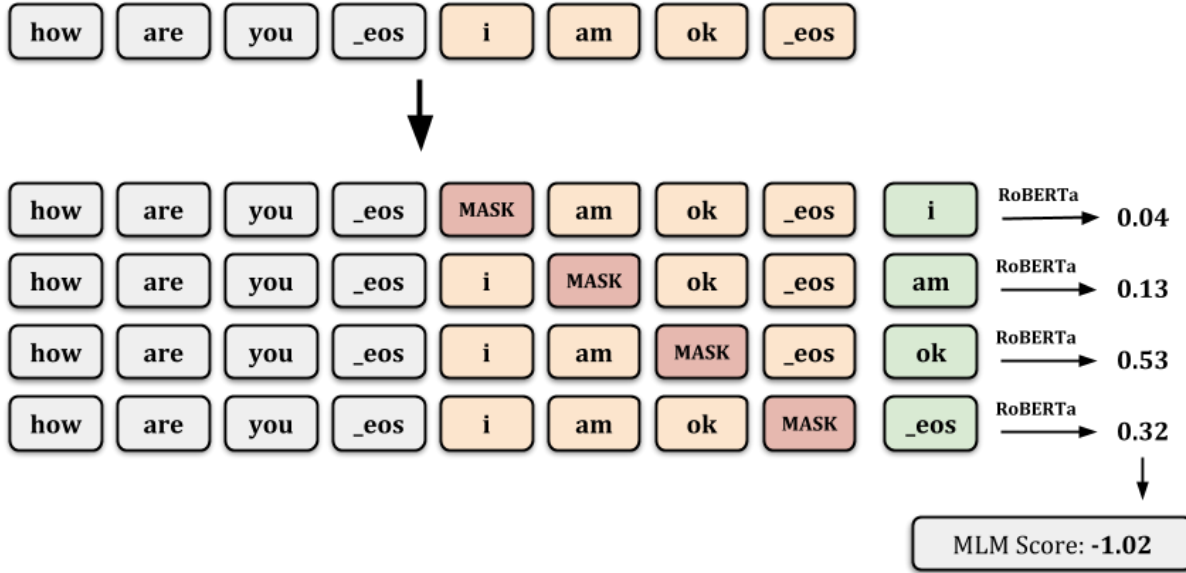 how are you _eos i am ok _eos
RoBERTa
how are you _eos MASK am ok _eos i 0.04
RoBERTa
how are you _eos i MASK ok _eos am 0.13
RoBERTa
how are you _eos i am MASK _eos ok 0.53
RoBERTa
how are you _eos i am ok MASK _eos 0.32
MLM Score: -1.02